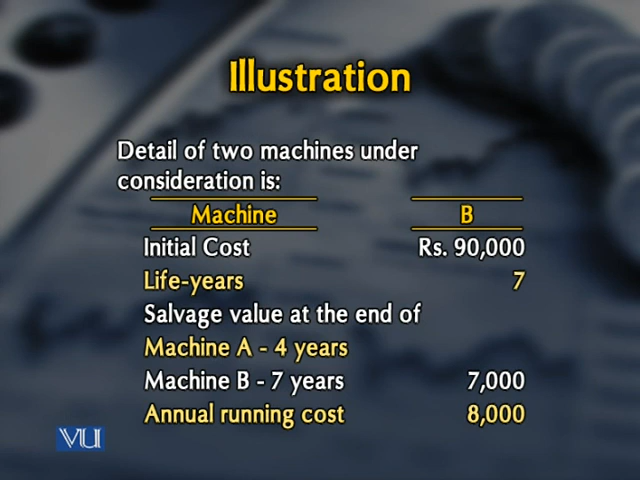 Illustration
Detail of two machines under
consideration is:
Machine B
Initial Cost Rs. 90,000
Life-years 7
Salvage value at the end of
Machine A - 4 years
Machine B - 7 years 7,000
Annual running cost 8,000
VU